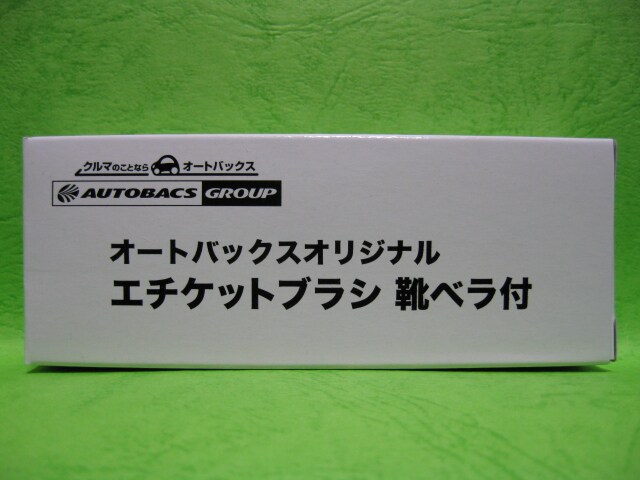 クルマのことなら オートバックス
AUTOBACS GROUP
オートバックスオリジナル
エチケットブラシ 靴ベラ付